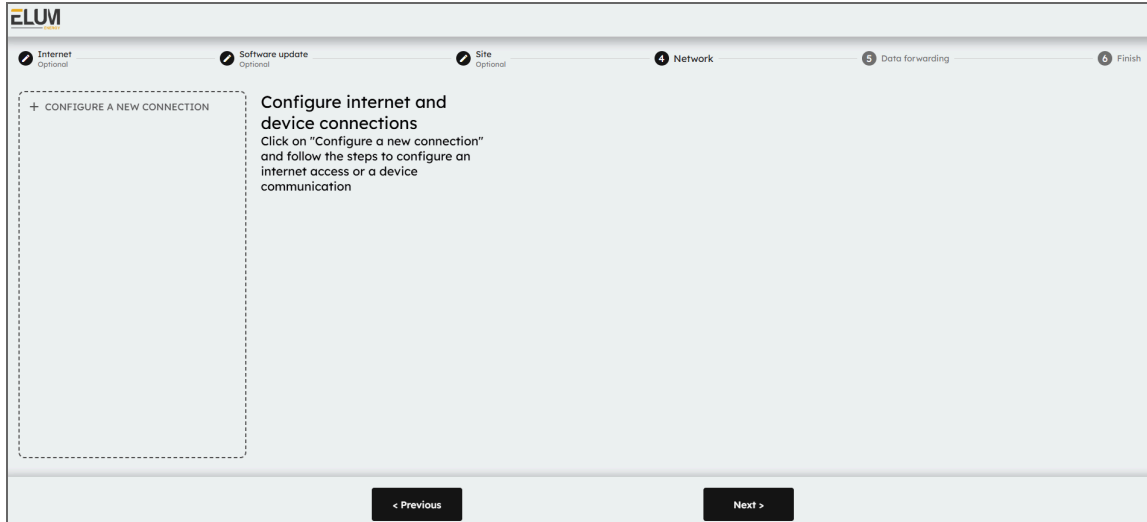 ELUM
ENERGY
Internet
Optional
Software update
Optional
Site
Optional
4 Network
5 Data forwarding
6 Finish
+ CONFIGURE A NEW CONNECTION
Configure internet and
device connections
Click on "Configure a new connection"
and follow the steps to configure an
internet access or a device
communication
< Previous
Next >